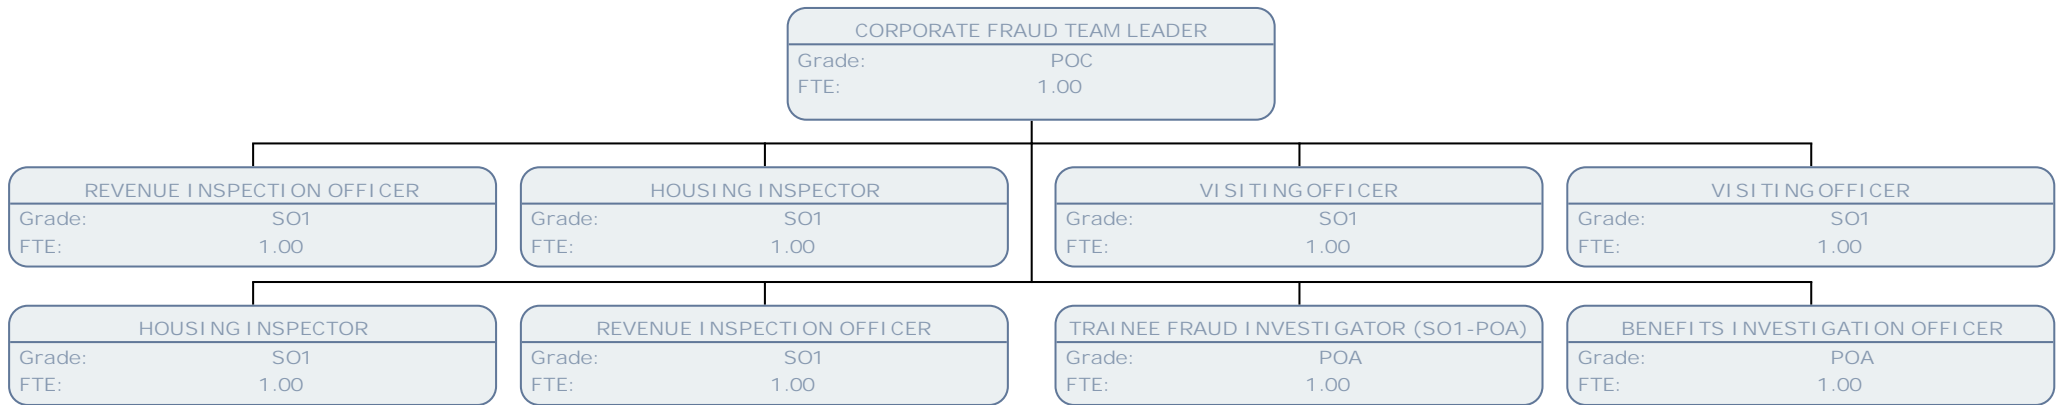 CORPORATE FRAUD TEAM LEADER
Grade: POC
FTE: 1.00
REVENUE INSPECTION OFFICER
Grade: SO1
FTE: 1.00
HOUSING INSPECTOR
Grade: SO1
FTE: 1.00
VISITING OFFICER
Grade: SO1
FTE: 1.00
VISITING OFFICER
Grade: SO1
FTE: 1.00
HOUSING INSPECTOR
Grade: SO1
FTE: 1.00
REVENUE INSPECTION OFFICER
Grade: SO1
FTE: 1.00
TRAINEE FRAUD INVESTIGATOR (SO1-POA)
Grade: POA
FTE: 1.00
BENEFITS INVESTIGATION OFFICER
Grade: POA
FTE: 1.00